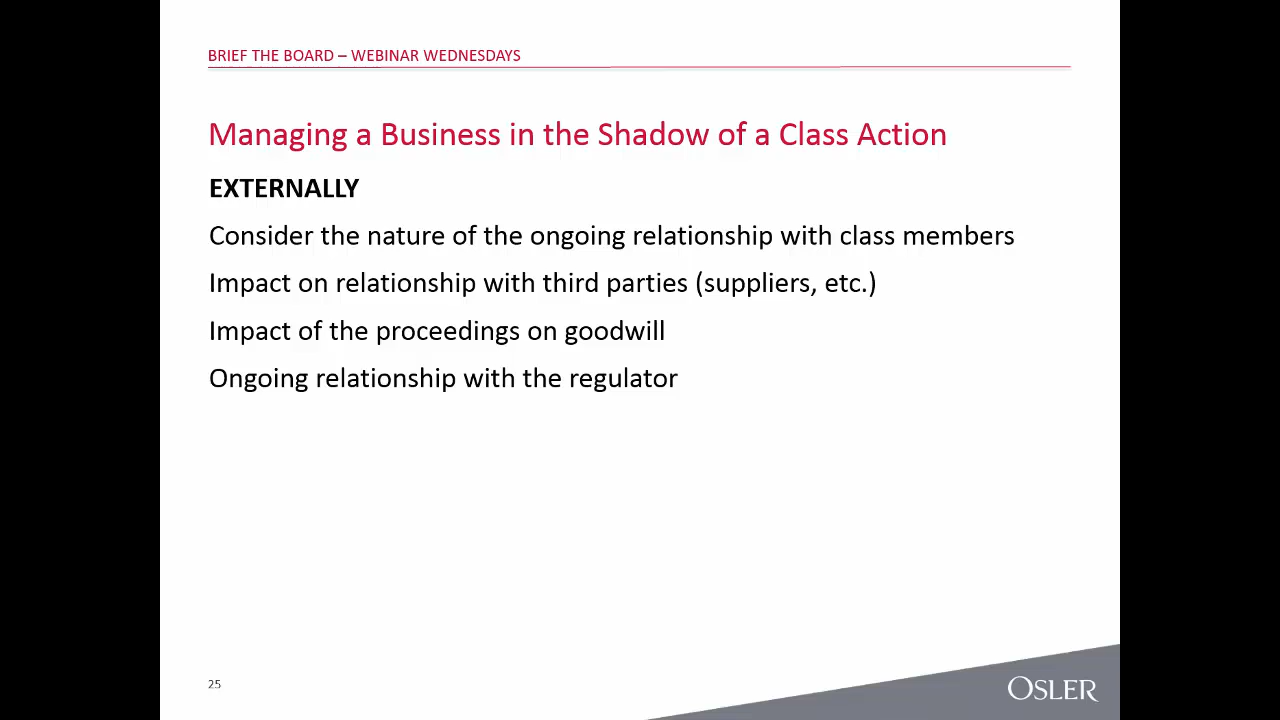 BRIEF THE BOARD – WEBINAR WEDNESDAYS
Managing a Business in the Shadow of a Class Action
EXTERNALLY
Consider the nature of the ongoing relationship with class members
Impact on relationship with third parties (suppliers, etc.)
Impact of the proceedings on goodwill
Ongoing relationship with the regulator
25
OSLER